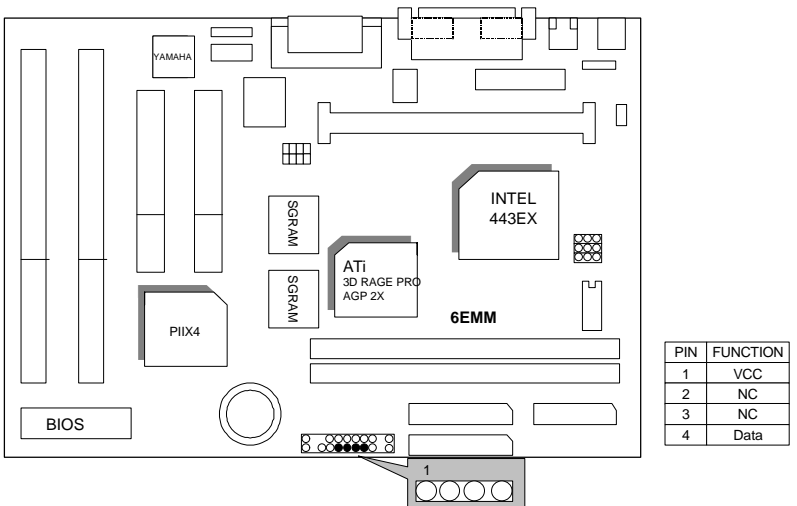 YAMAHA
INTEL
443EX
SGRAM
SGRAM
ATi
3D RAGE PRO
AGP 2X
6EMM
PIIX4
BIOS
1
PIN FUNCTION
1 VCC
2 NC
3 NC
4 Data